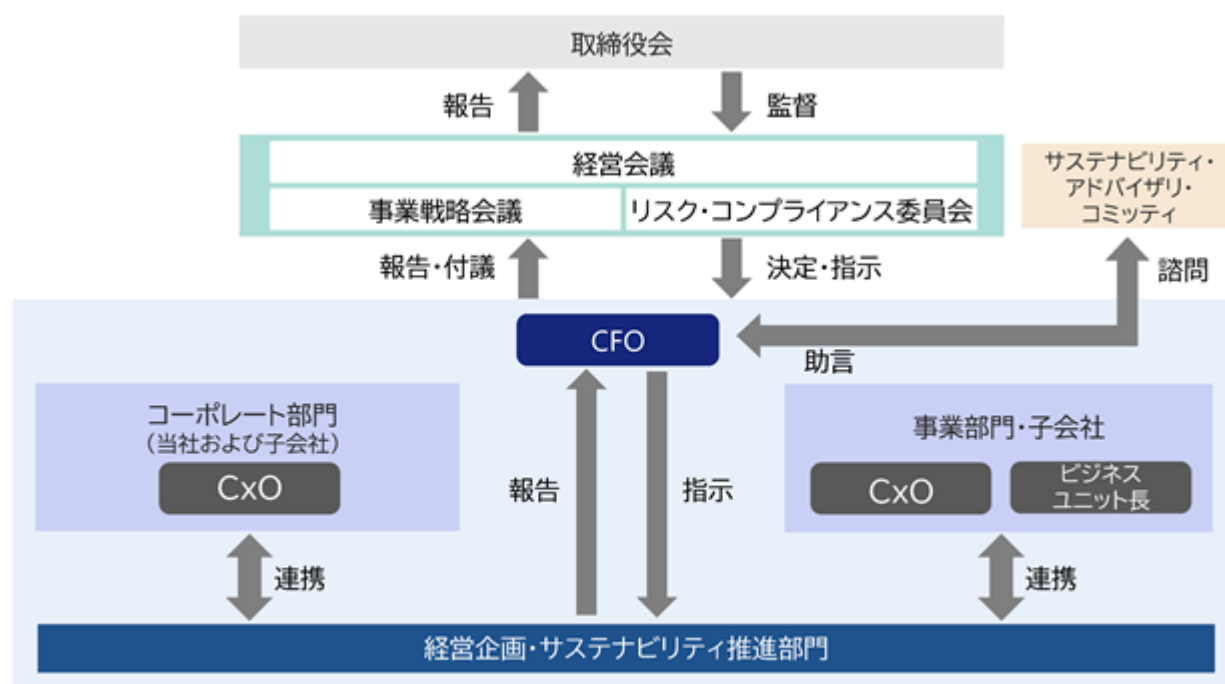 取締役会
報告
監督
経営会議
事業戦略会議
リスク・コンプライアンス委員会
サステナビリティ・
アドバイザリ・
コミッティ
報告・付議
決定・指示
諮問
CFO
助言
コーポレート部門
（当社および子会社）
CxO
事業部門・子会社
CxO
ビジネス
ユニット長
報告
指示
連携
連携
経営企画・サステナビリティ推進部門